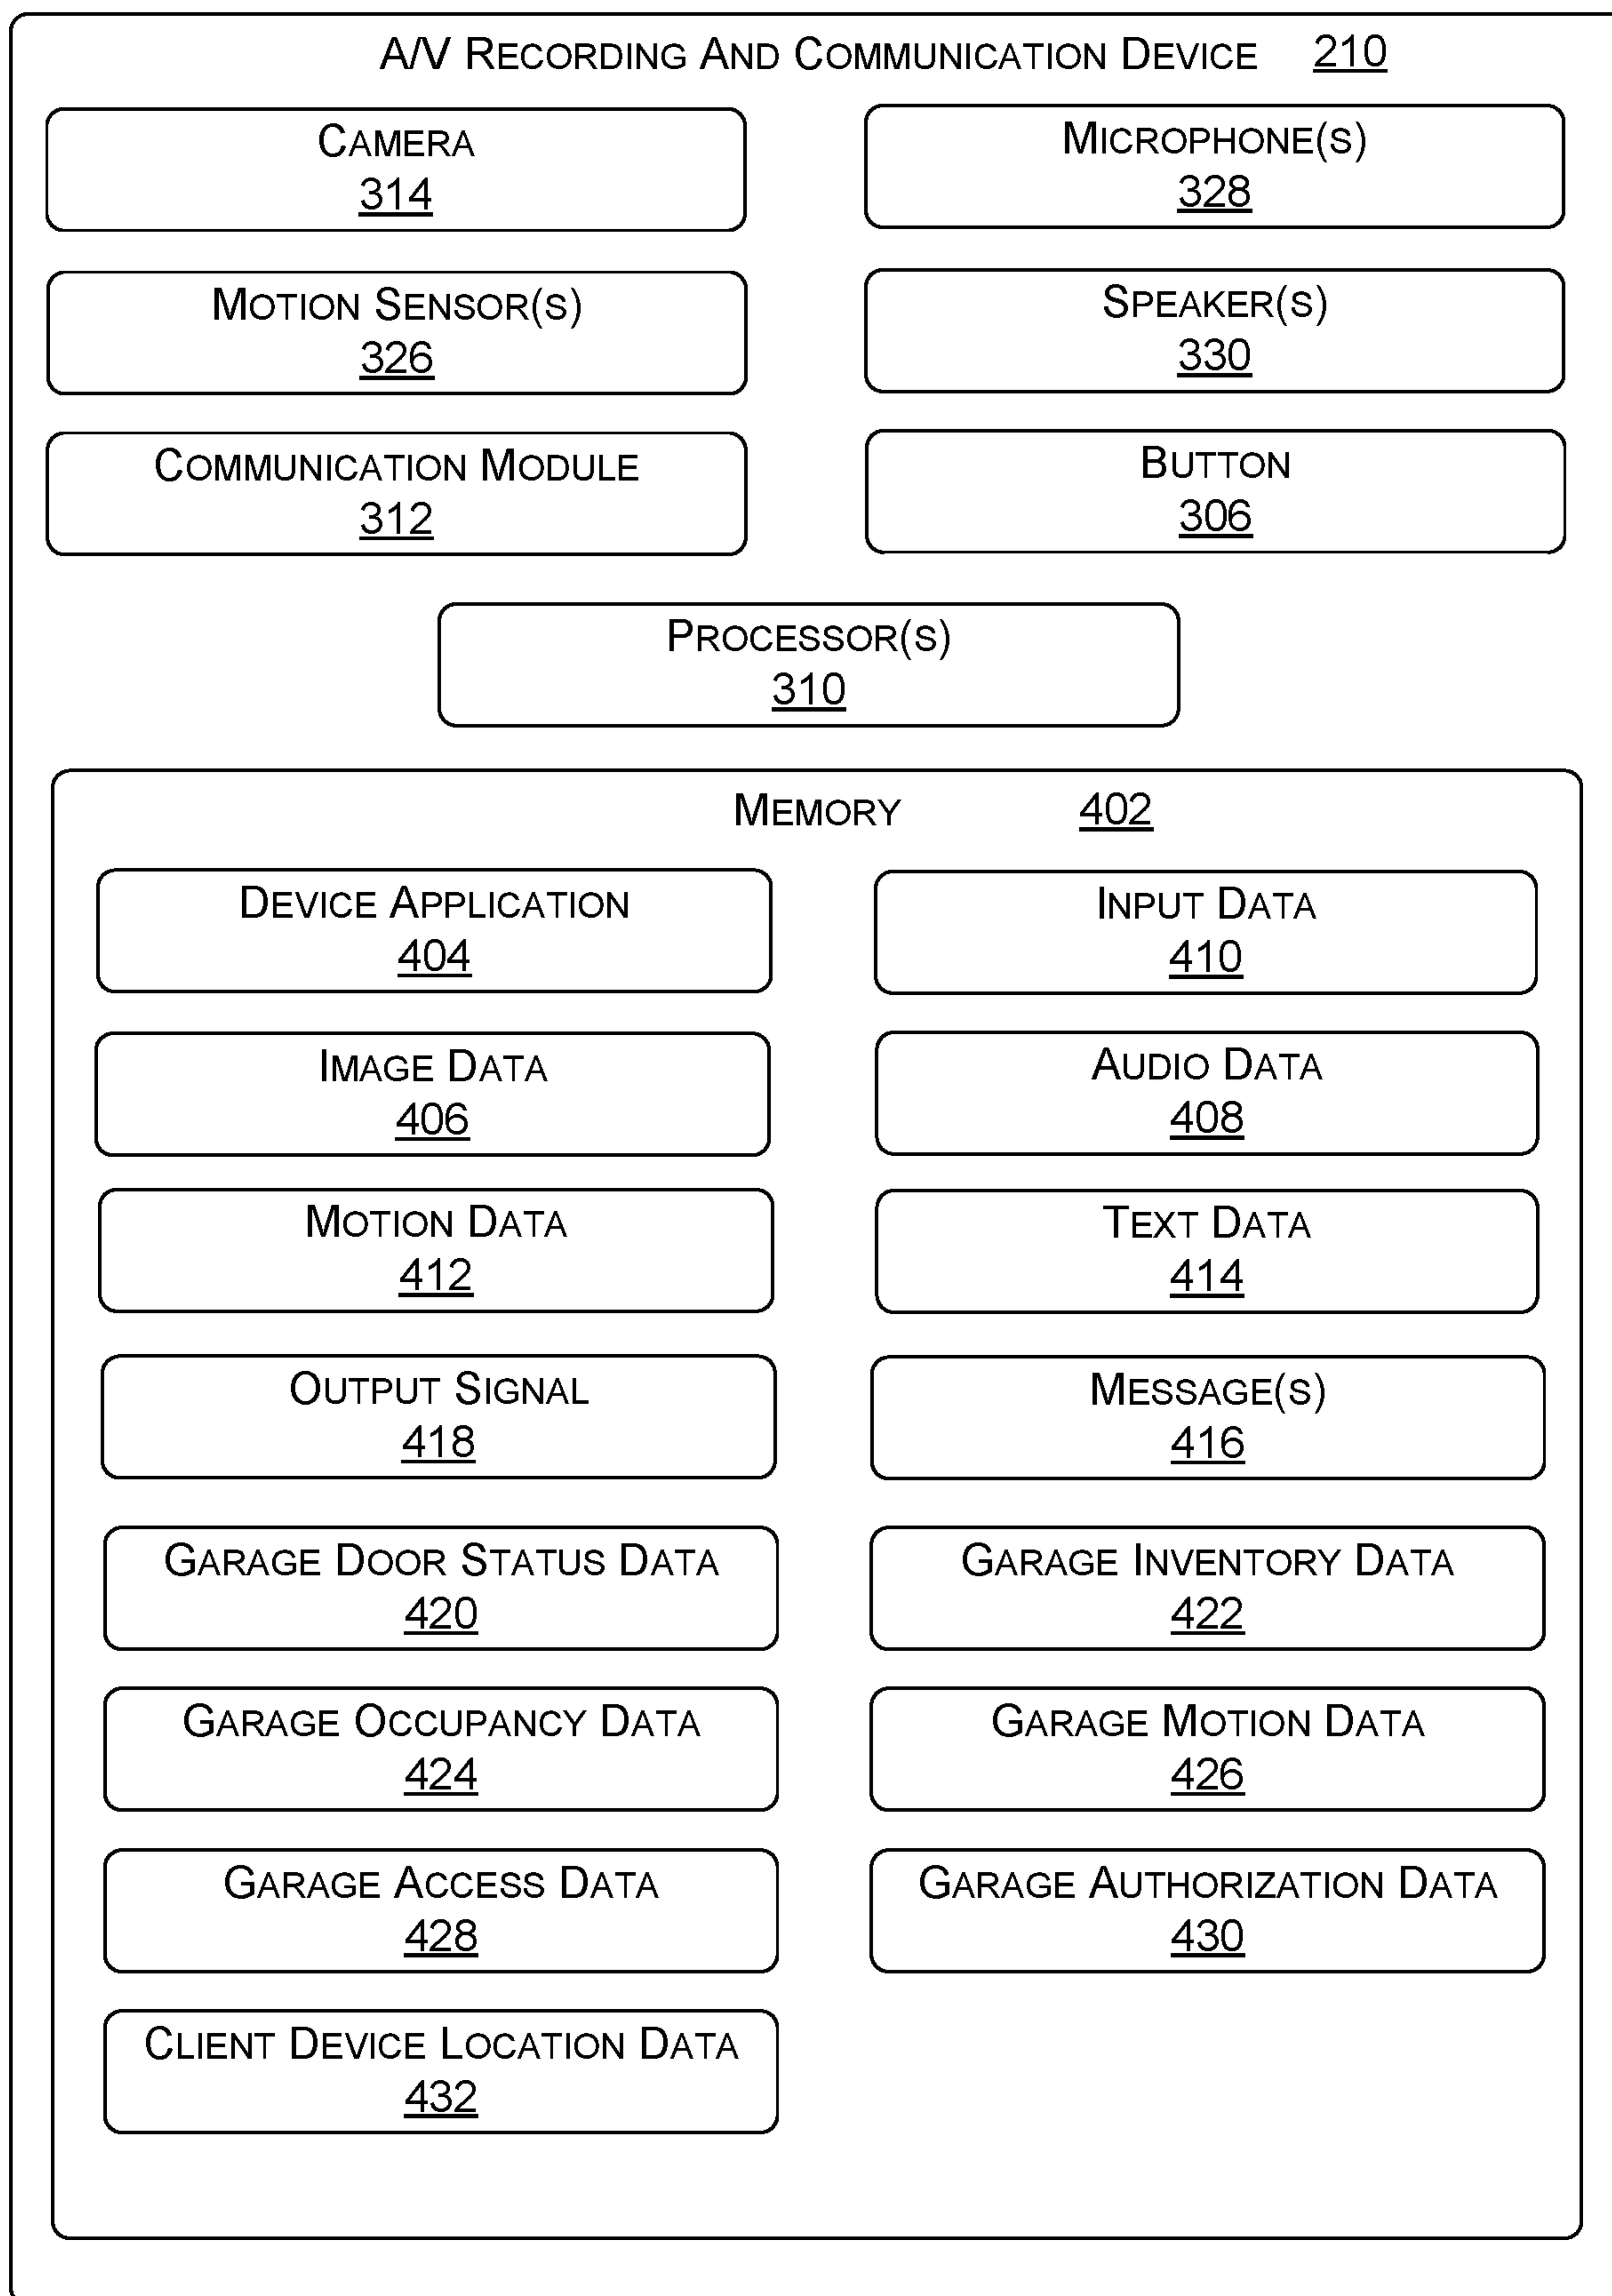 A/V RECORDING AND COMMUNICATION DEVICE 210
CAMERA
314
MICROPHONE(S)
328
MOTION SENSOR(S)
326
SPEAKER(S)
330
COMMUNICATION MODULE
312
BUTTON
306
PROCESSOR(S)
310
MEMORY 402
DEVICE APPLICATION
404
INPUT DATA
410
IMAGE DATA
406
AUDIO DATA
408
MOTION DATA
412
TEXT DATA
414
OUTPUT SIGNAL
418
MESSAGE(S)
416
GARAGE DOOR STATUS DATA
420
GARAGE INVENTORY DATA
422
GARAGE OCCUPANCY DATA
424
GARAGE MOTION DATA
426
GARAGE ACCESS DATA
428
GARAGE AUTHORIZATION DATA
430
CLIENT DEVICE LOCATION DATA
432